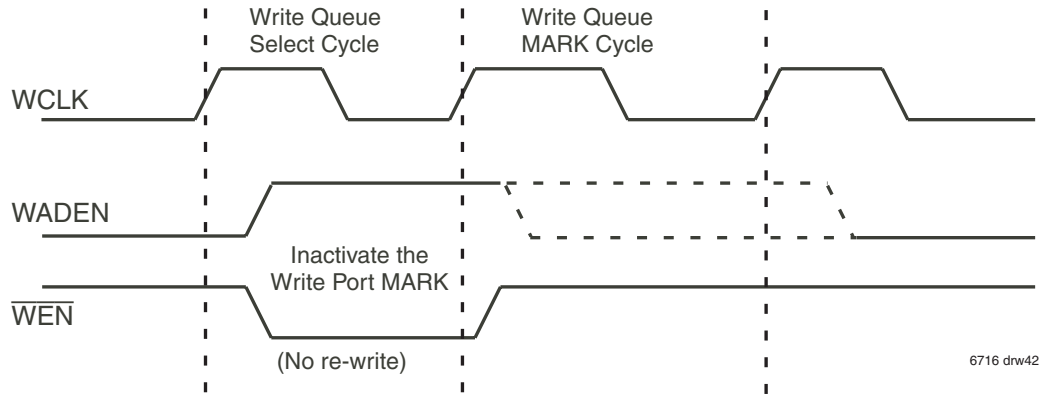 Write Queue
Select Cycle
Write Queue
MARK Cycle
WCLK
WADEN
Inactivate the
Write Port MARK
WEN
(No re-write)
6716 drw42